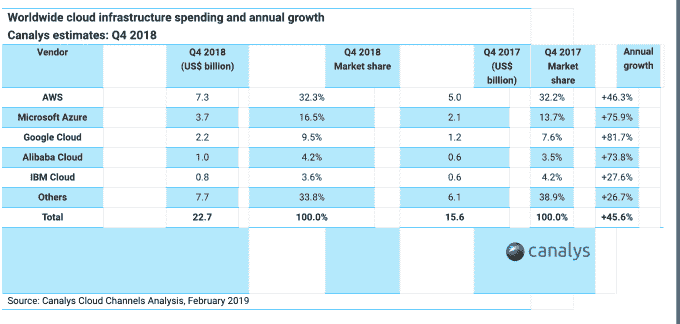 Worldwide cloud infrastructure spending and annual growth
Canalys estimates: Q4 2018
Vendor Q4 2018 (US$ billion) Q4 2018 Market share Q4 2017 (US$ billion) Q4 2017 Market share Annual growth
AWS 7.3 32.3% 5.0 32.2% +46.3%
Microsoft Azure 3.7 16.5% 2.1 13.7% +75.9%
Google Cloud 2.2 9.5% 1.2 7.6% +81.7%
Alibaba Cloud 1.0 4.2% 0.6 3.5% +73.8%
IBM Cloud 0.8 3.6% 0.6 4.2% +27.6%
Others 7.7 33.8% 6.1 38.9% +26.7%
Total 22.7 100.0% 15.6 100.0% +45.6%
canalys
Source: Canalys Cloud Channels Analysis, February 2019